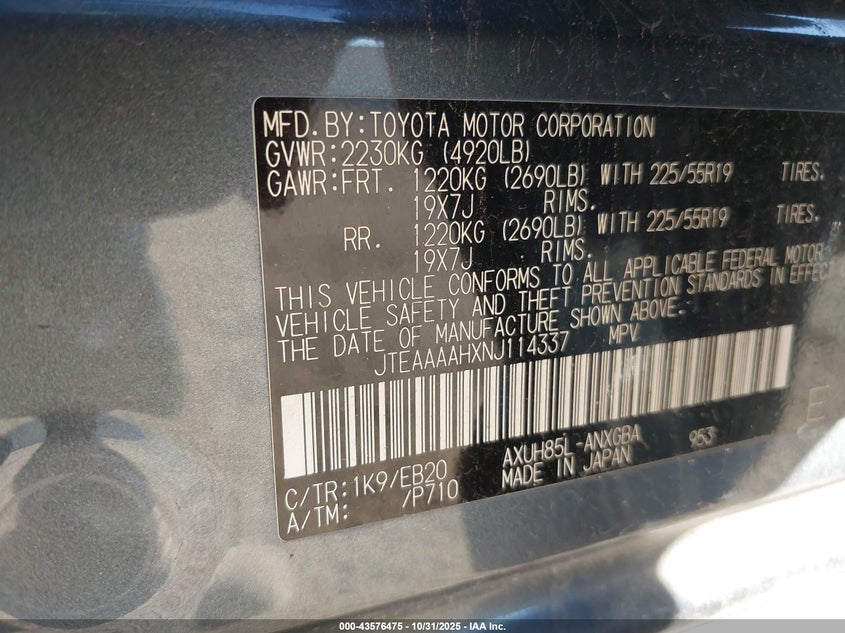 MFD.BY:TOYOTA MOTOR CORPORATION
GVWR:2230KG (4920LB)
GAWR:FRT. 1220KG (2690LB) WITH 225/55R19 TIRES.
19X7J RIMS.
RR. 1220KG (2690LB) WITH 225/55R19 TIRES.
19X7J RIMS.
THIS VEHICLE CONFORMS TO ALL APPLICABLE FEDERAL MOTOR
VEHICLE SAFETY AND THEFT PREVENTION STANDARDS IN EFFEC
THE DATE OF MANUFACTURE SHOWN ABOVE.
JTEAAAAHXNJ114337 MPV
AXUH85L-ANXGBA 953
C/TR:1K9/EB20 MADE IN JAPAN
A/TM: /P710
E
000-43576475 - 10/31/2025 - IAA Inc.